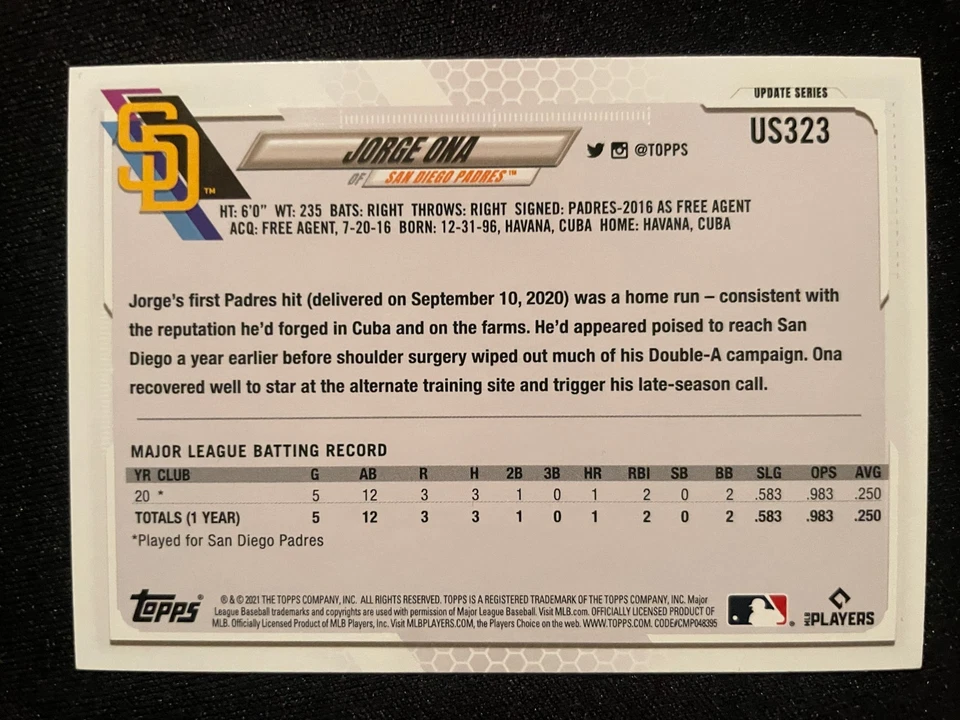 UPDATE SERIES
US323
SD™
JORGE ONA
@TOPPS
OF SAN DIEGO PADRES™
HT: 6'0" WT: 235 BATS: RIGHT THROWS: RIGHT SIGNED: PADRES-2016 AS FREE AGENT
ACQ: FREE AGENT, 7-20-16 BORN: 12-31-96, HAVANA, CUBA HOME: HAVANA, CUBA
Jorge's first Padres hit (delivered on September 10, 2020) was a home run – consistent with
the reputation he'd forged in Cuba and on the farms. He'd appeared poised to reach San
Diego a year earlier before shoulder surgery wiped out much of his Double-A campaign. Ona
recovered well to star at the alternate training site and trigger his late-season call.
MAJOR LEAGUE BATTING RECORD
YR CLUB G AB R H 2B 3B HR RBI SB BB SLG OPS AVG
20 * 5 12 3 3 1 0 1 2 0 2 .583 .983 .250
TOTALS (1 YEAR) 5 12 3 3 1 0 1 2 0 2 .583 .983 .250
*Played for San Diego Padres
TOPPS®
® & © 2021 THE TOPPS COMPANY, INC. ALL RIGHTS RESERVED. TOPPS IS A REGISTERED TRADEMARK OF THE TOPPS COMPANY, INC. Major
League Baseball trademarks and copyrights are used with permission of Major League Baseball. Visit MLB.com. OFFICIALLY LICENSED PRODUCT OF
MLB. Officially Licensed Product of MLB Players, Inc. Visit MLBPLAYERS.COM, the Players Choice on the web. WWW.TOPPS.COM. CODE#CMP048395
MLB PLAYERS